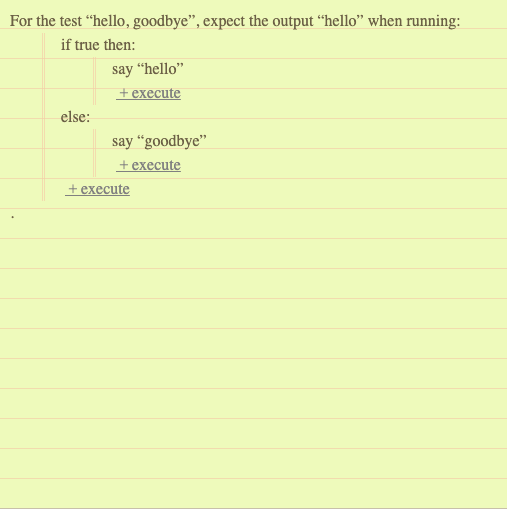 For the test “hello, goodbye”, expect the output “hello” when running:
if true then:
say “hello”
+ execute
else:
say “goodbye”
+ execute
+ execute
.